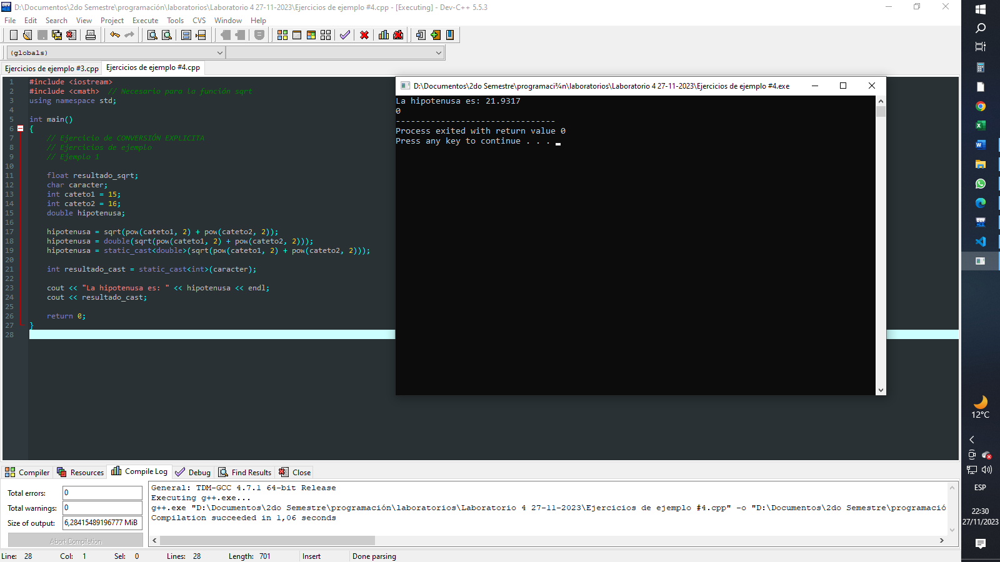 D:\Documentos\2do Semestre\programación\laboratorios\Laboratorio 4 27-11-2023\Ejercicios de ejemplo #4.cpp - [Executing] - Dev-C++ 5.5.3
File Edit Search View Project Execute Tools CVS Window Help
(globals)
Ejercicios de ejemplo #3.cpp Ejercicios de ejemplo #4.cpp
1 #include <iostream>
2 #include <cmath>  // Necesario para la función sqrt
3 using namespace std;
4
5 int main()
6 {
7     // Ejercicio de CONVERSIÓN EXPLICITA
8     // Ejercicios de ejemplo
9     // Ejemplo 1
10
11     float resultado_sqrt;
12     char caracter;
13     int cateto1 = 15;
14     int cateto2 = 16;
15     double hipotenusa;
16
17     hipotenusa = sqrt(pow(cateto1, 2) + pow(cateto2, 2));
18     hipotenusa = double(sqrt(pow(cateto1, 2) + pow(cateto2, 2)));
19     hipotenusa = static_cast<double>(sqrt(pow(cateto1, 2) + pow(cateto2, 2)));
20
21     int resultado_cast = static_cast<int>(caracter);
22
23     cout << "La hipotenusa es: " << hipotenusa << endl;
24     cout << resultado_cast;
25
26     return 0;
27 }
28
D:\Documentos\2do Semestre\programaci¾n\laboratorios\Laboratorio 4 27-11-2023\Ejercicios de ejemplo #4.exe
La hipotenusa es: 21.9317
0
--------------------------------
Process exited with return value 0
Press any key to continue . . .
Compiler Resources Compile Log Debug Find Results Close
Total errors: 0
Total warnings: 0
Size of output: 6,28415489196777 MiB
Abort Compilation
General: TDM-GCC 4.7.1 64-bit Release
Executing g++.exe...
g++.exe "D:\Documentos\2do Semestre\programación\laboratorios\Laboratorio 4 27-11-2023\Ejercicios de ejemplo #4.cpp" -o "D:\Documentos\2do Semestre\programació
Compilation succeeded in 1,06 seconds
Line: 28 Col: 1 Sel: 0 Lines: 28 Length: 701 Insert Done parsing
12°C
ESP
22:30
27/11/2023